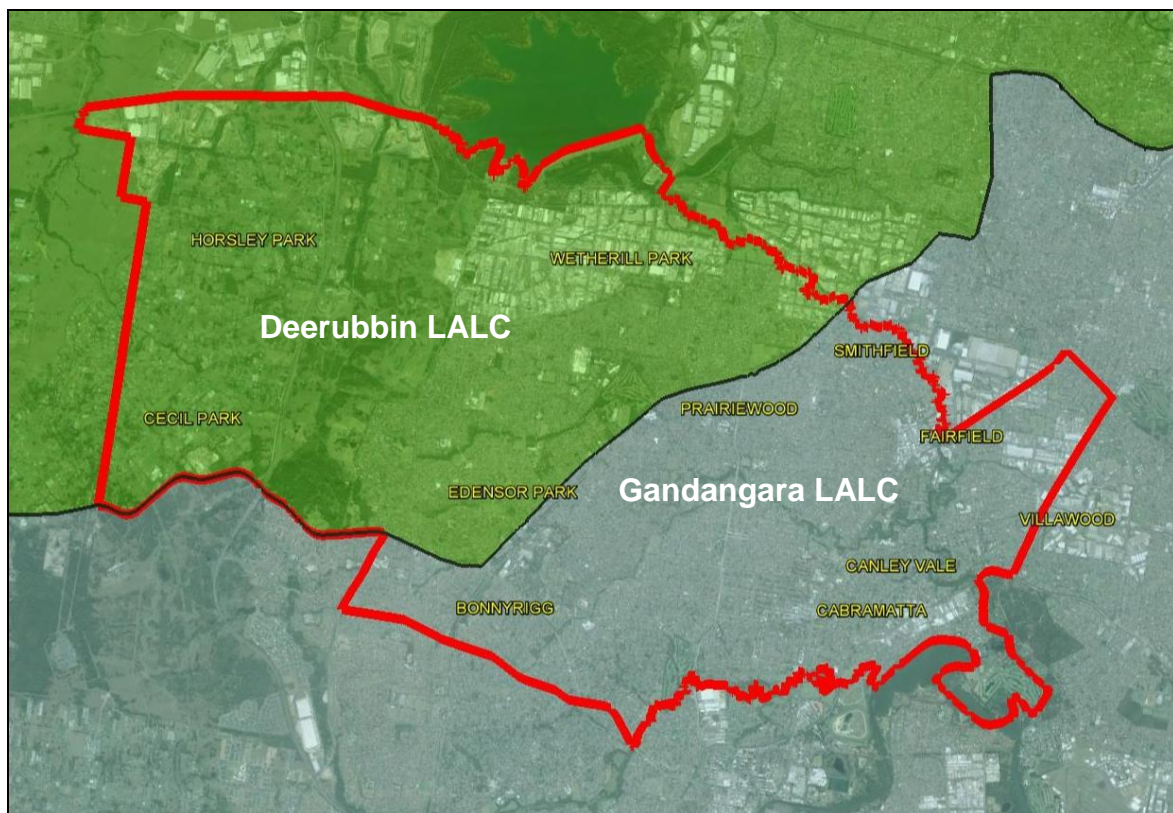 HORSLEY PARK
WETHERILL PARK
Deerubbin LALC
SMITHFIELD
CECIL PARK
PRAIRIEWOOD
FAIRFIELD
EDENSOR PARK
Gandangara LALC
VILLAWOOD
CANLEY VALE
BONNYRIGG
CABRAMATTA